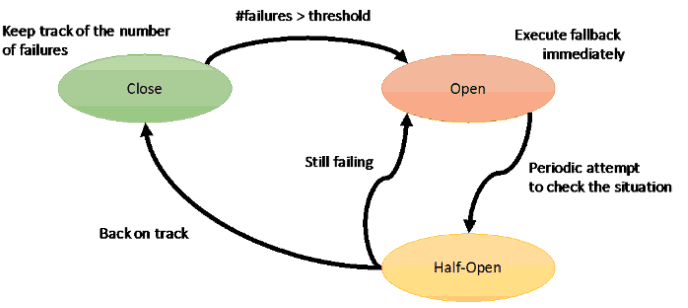 #failures > threshold
Keep track of the number
of failures
Execute fallback
immediately
Close
Open
Still failing
Periodic attempt
to check the situation
Back on track
Half-Open